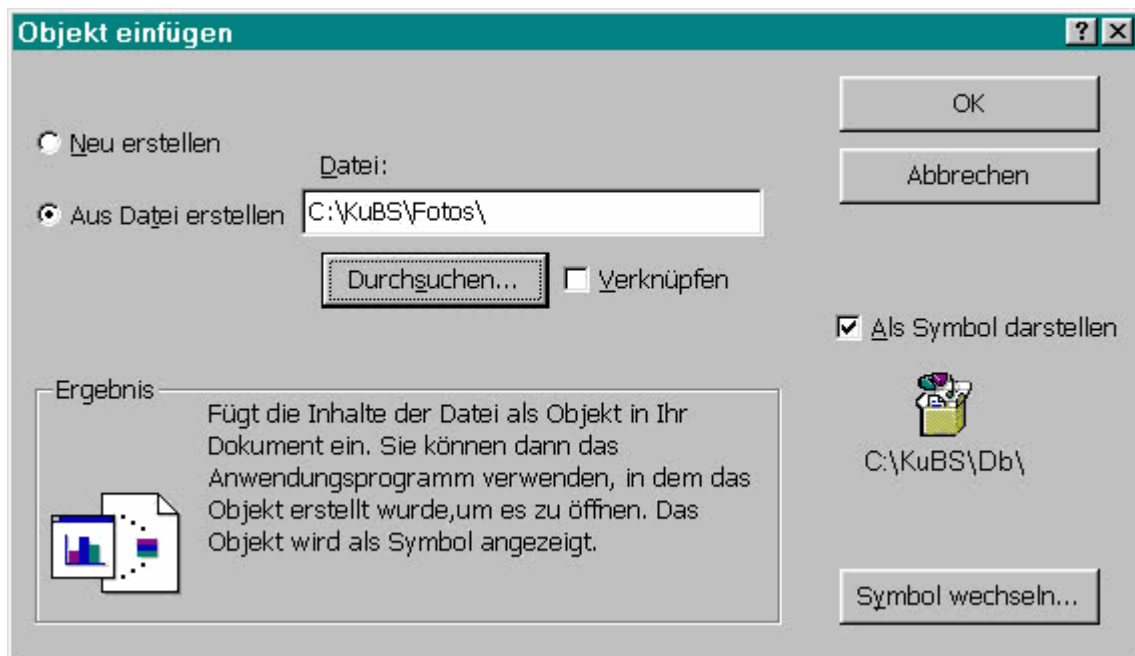 Objekt einfügen
Neu erstellen
Aus Datei erstellen
Datei:
C:\KuBS\Fotos\
Durchsuchen...
Verknüpfen
OK
Abbrechen
Als Symbol darstellen
C:\KuBS\Db\
Symbol wechseln...
Ergebnis
Fügt die Inhalte der Datei als Objekt in Ihr
Dokument ein. Sie können dann das
Anwendungsprogramm verwenden, in dem das
Objekt erstellt wurde,um es zu öffnen. Das
Objekt wird als Symbol angezeigt.